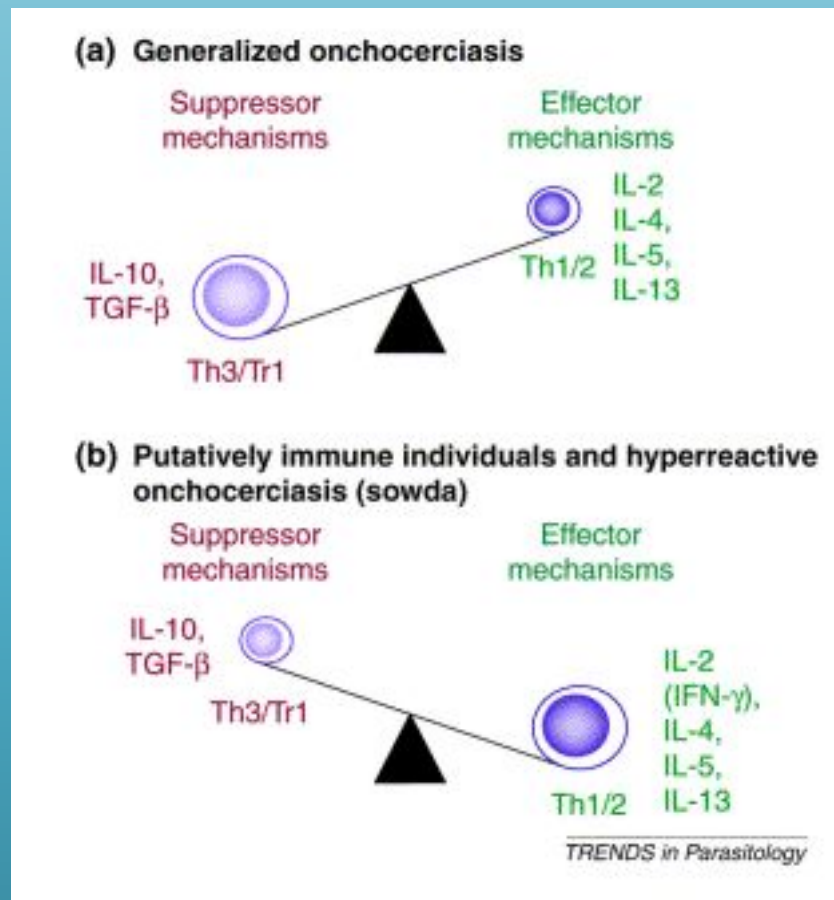 (a) Generalized onchocerciasis
Suppressor
mechanisms
Effector
mechanisms
IL-10,
TGF-β
Th3/Tr1
Th1/2
IL-2
IL-4,
IL-5,
IL-13
(b) Putatively immune individuals and hyperreactive
onchocerciasis (sowda)
Suppressor
mechanisms
Effector
mechanisms
IL-10,
TGF-β
Th3/Tr1
Th1/2
IL-2
(IFN-γ),
IL-4,
IL-5,
IL-13
TRENDS in Parasitology